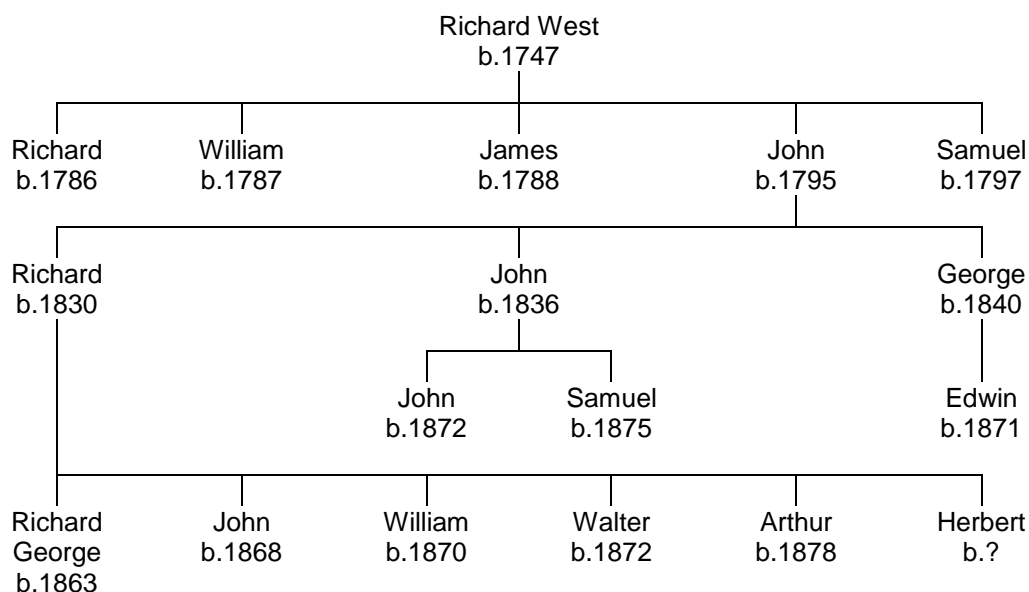 Richard West
b.1747
Richard William James John Samuel
b.1786 b.1787 b.1788 b.1795 b.1797
Richard John George
b.1830 b.1836 b.1840
John Samuel Edwin
b.1872 b.1875 b.1871
Richard John William Walter Arthur Herbert
George b.1868 b.1870 b.1872 b.1878 b.?
b.1863